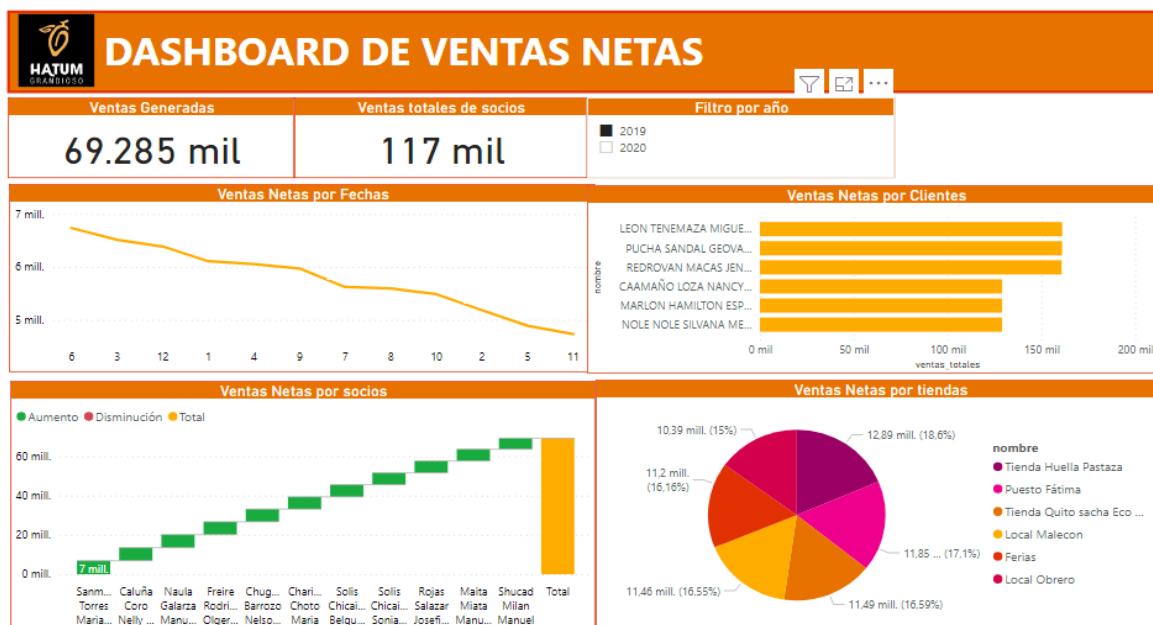 HATUM
GRANDIOSO
DASHBOARD DE VENTAS NETAS
Ventas Generadas
69.285 mil
Ventas totales de socios
117 mil
Filtro por año
2019
2020
Ventas Netas por Fechas
7 mill.
6 mill.
5 mill.
6 3 12 1 4 9 7 8 10 2 5 11
Ventas Netas por Clientes
nombre
LEON TENEMAZA MIGUE...
PUCHA SANDAL GEOVA...
REDROVAN MACAS JEN...
CAAMAÑO LOZA NANCY...
MARLON HAMILTON ESP...
NOLE NOLE SILVANA ME...
0 mil 50 mil 100 mil 150 mil 200 mil
ventas_totales
Ventas Netas por socios
Aumento Disminución Total
60 mill.
40 mill.
20 mill.
0 mill.
7 mill.
Sanm... Caluña Naula Freire Chug... Chari... Solis Solis Rojas Maita Shucad Total
Torres Coro Galarza Rodri... Barrozo Choto Chicai... Chicai... Salazar Miata Milan
Maria... Nelly ... Manu... Olger... Nelso... Maria Belqu... Sonia... Josefi... Manu... Manuel
Ventas Netas por tiendas
10,39 mill. (15%)
12,89 mill. (18,6%)
11,2 mill.
(16,16%)
11,85 ... (17,1%)
11,46 mill. (16,55%)
11,49 mill. (16,59%)
nombre
Tienda Huella Pastaza
Puesto Fátima
Tienda Quito sacha Eco ...
Local Malecon
Ferias
Local Obrero